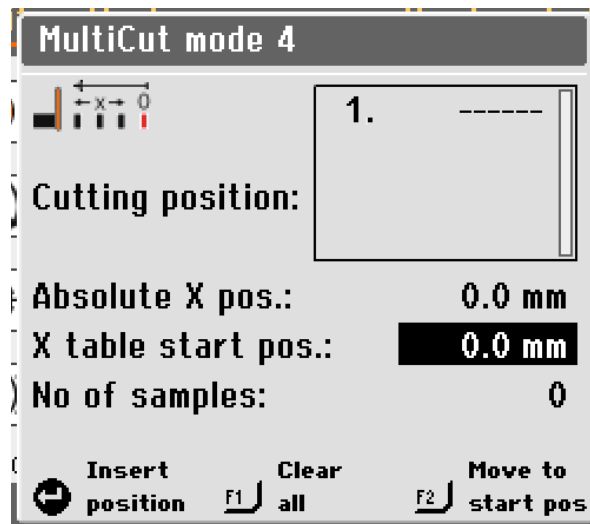 MultiCut mode 4
←x→ 0
1. ------
Cutting position:
Absolute X pos.: 0.0 mm
X table start pos.: 0.0 mm
No of samples: 0
Insert position
F1 Clear all
F2 Move to start pos